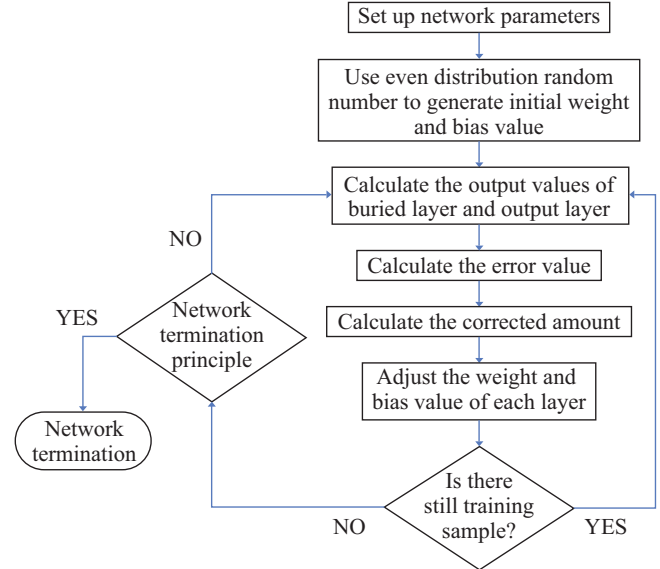 Set up network parameters
Use even distribution random
number to generate initial weight
and bias value
Calculate the output values of
buried layer and output layer
NO
Calculate the error value
Network
termination
principle
YES
Calculate the corrected amount
Adjust the weight and
bias value of each layer
Network
termination
Is there
still training
sample?
NO
YES